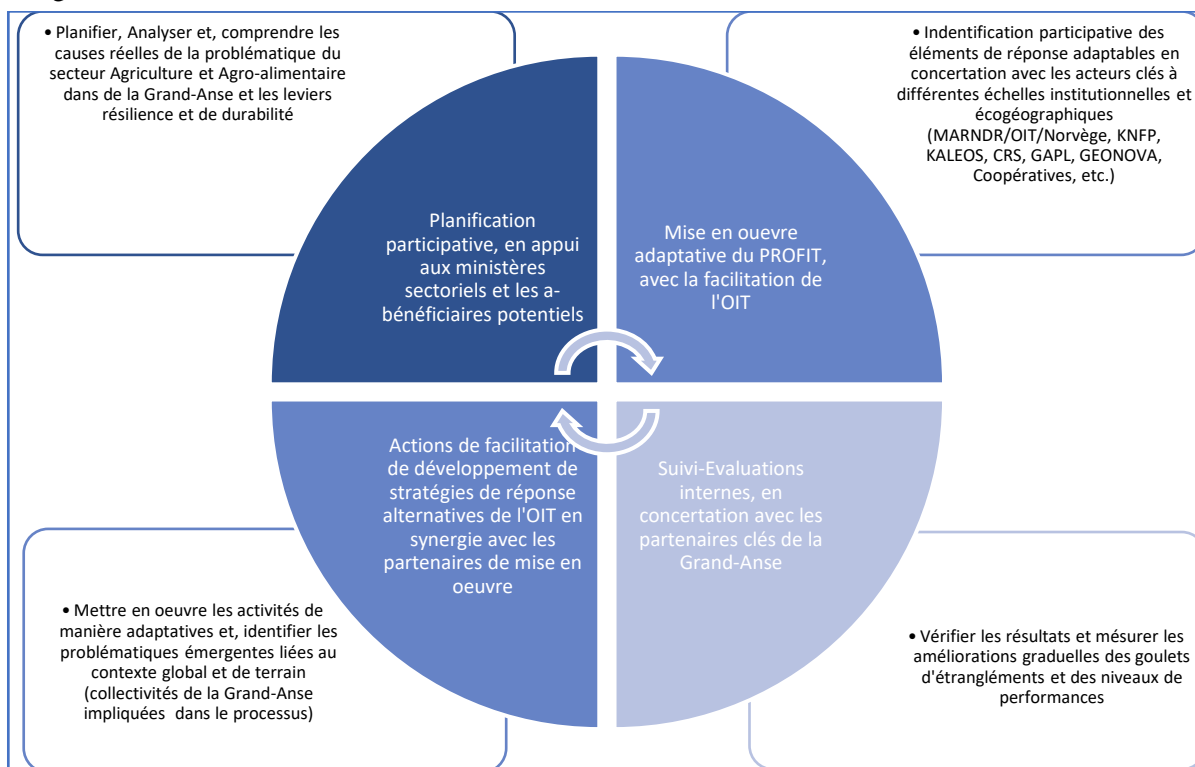 • Planifier, Analyser et, comprendre les
causes réelles de la problématique du
secteur Agriculture et Agro-alimentaire
dans de la Grand-Anse et les leviers
résilience et de durabilité
• Indentification participative des
éléments de réponse adaptables en
concertation avec les acteurs clés à
différentes échelles institutionnelles et
écogéographiques
(MARNDR/OIT/Norvège, KNFP,
KALEOS, CRS, GAPL, GEONOVA,
Coopératives, etc.)
Planification
participative, en appui
aux ministères
sectoriels et les a-
bénéficiaires potentiels
Mise en ouevre
adaptative du PROFIT,
avec la facilitation de
l'OIT
Actions de facilitation
de développement de
stratégies de réponse
alternatives de l'OIT en
synergie avec les
partenaires de mise en
oeuvre
Suivi-Evaluations
internes, en
concertation avec les
partenaires clés de la
Grand-Anse
• Mettre en oeuvre les activités de
manière adaptatives et, identifier les
problématiques émergentes liées au
contexte global et de terrain
(collectivités de la Grand-Anse
impliquées dans le processus)
• Vérifier les résultats et mésurer les
améliorations graduelles des goulets
d'étrangléments et des niveaux de
performances